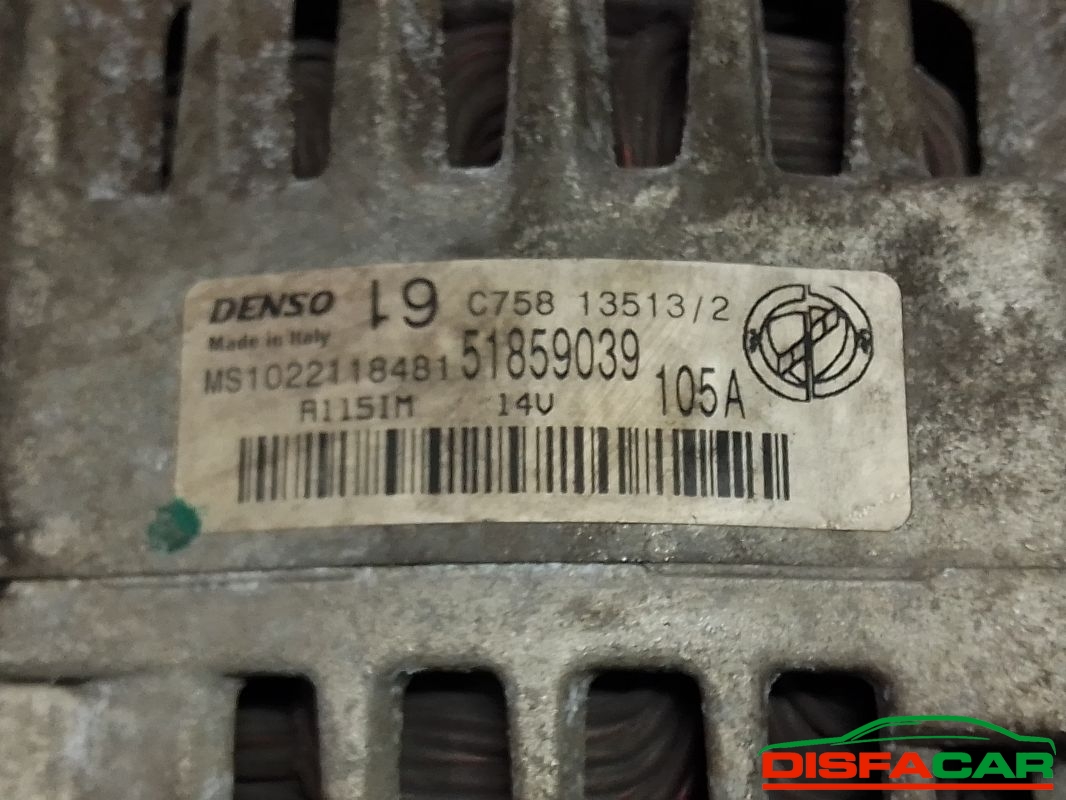 DENSO 19 C758 13513/2
Made in Italy
MS1022118481 51859039
A115IM 14V 105A
DISFACAR